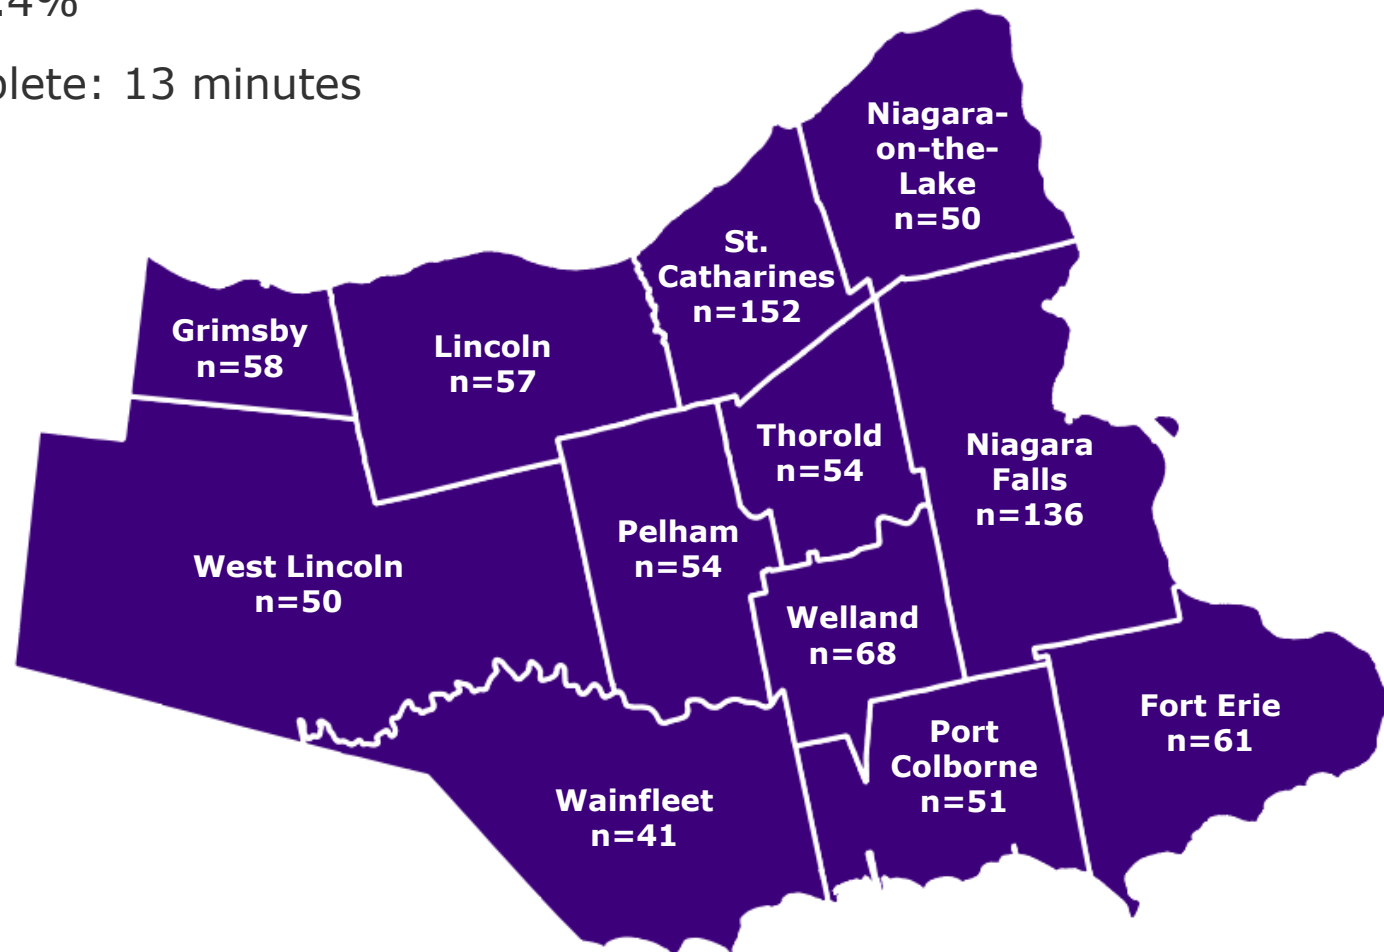 .4%
plete: 13 minutes
Niagara-
on-the-
Lake
n=50
St.
Catharines
n=152
Grimsby
n=58
Lincoln
n=57
Thorold
n=54
Niagara
Falls
n=136
Pelham
n=54
West Lincoln
n=50
Welland
n=68
Fort Erie
n=61
Port
Colborne
n=51
Wainfleet
n=41